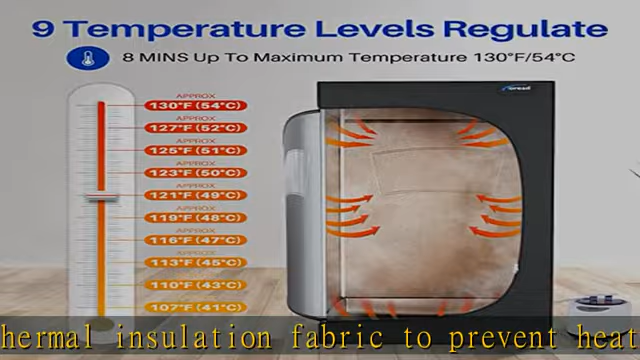 9 Temperature Levels Regulate
8 MINS Up To Maximum Temperature 130°F/54°C
APPROX
130°F (54°C)
APPROX
127°F (52°C)
APPROX
125°F (51°C)
APPROX
123°F (50°C)
APPROX
121°F (49°C)
APPROX
119°F (48°C)
APPROX
116°F (47°C)
APPROX
113°F (45°C)
APPROX
110°F (43°C)
APPROX
107°F (41°C)
hermal insulation fabric to prevent heat